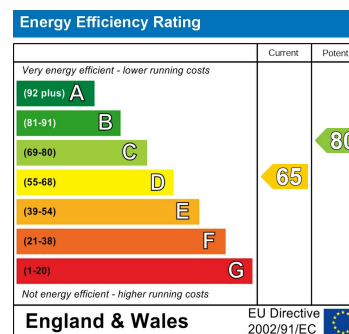 Energy Efficiency Rating
Current
Potent
Very energy efficient - lower running costs
(92 plus) A
(81-91) B
(69-80) C
80
(55-68) D
65
(39-54) E
(21-38) F
(1-20) G
Not energy efficient - higher running costs
England & Wales
EU Directive
2002/91/EC